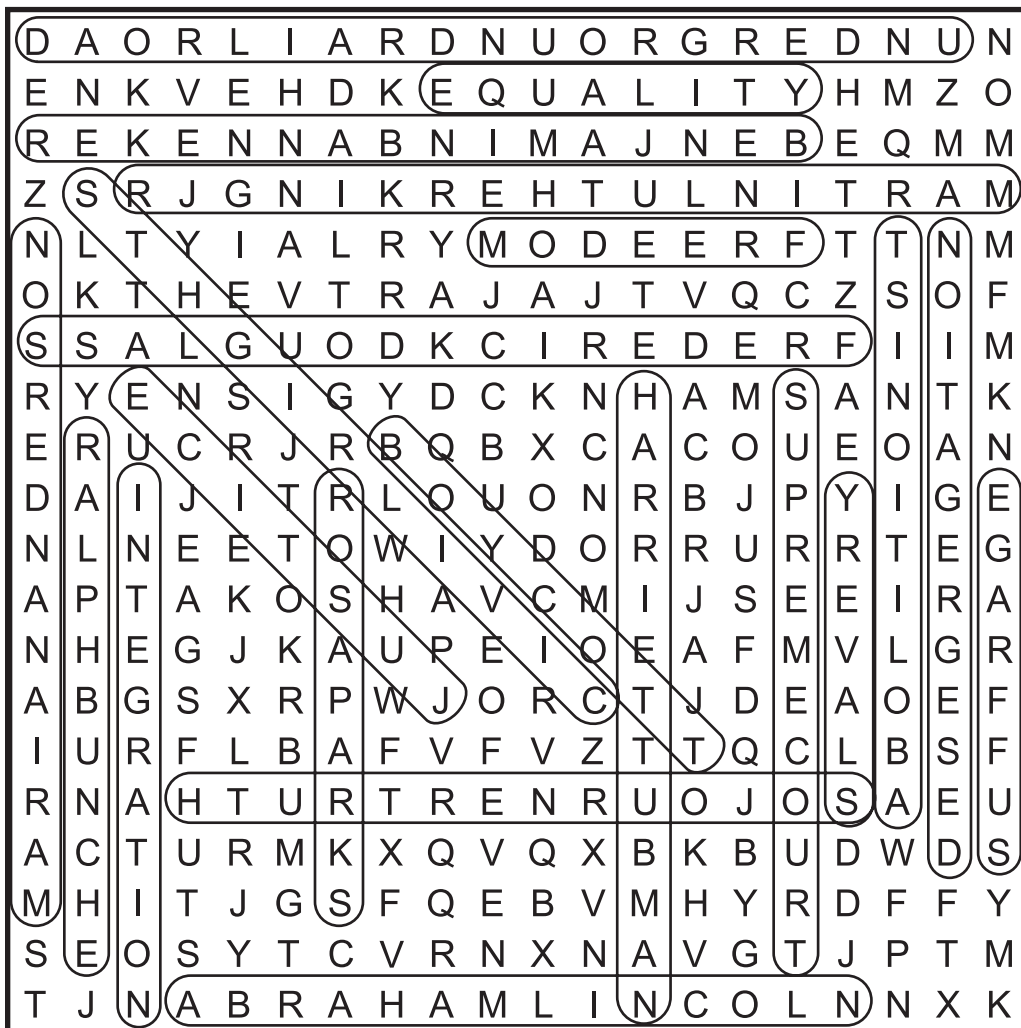 D A O R L I A R D N U O R G R E D N U N
E N K V E H D K E Q U A L I T Y H M Z O
R E K E N N A B N I M A J N E B E Q M M
Z S R J G N I K R E H T U L N I T R A M
N L T Y I A L R Y M O D E E R F T T N M
O K T H E V T R A J A J T V Q C Z S O F
S S A L G U O D K C I R E D E R F I I M
R Y E N S I G Y D C K N H A M S A N T K
E R U C R J R B Q B X C A C O U E O A N
D A I J I T R L O U O N R B J P Y I G E
N L N E E T O W I Y D O R R U R R T E G
A P T A K O S H A V C M I J S E E I R A
N H E G J K A U P E I O E A F M V L G R
A B G S X R P W J O R C T J D E A O E F
I U R F L B A F V F V Z T T Q C L B S F
R N A H T U R T R E N R U O J O S A E U
A C T U R M K X Q V Q X B K B U D W D S
M H I T J G S F Q E B V M H Y R D F F Y
S E O S Y T C V R N X N A V G T J P T M
T J N A B R A H A M L I N C O L N N X K